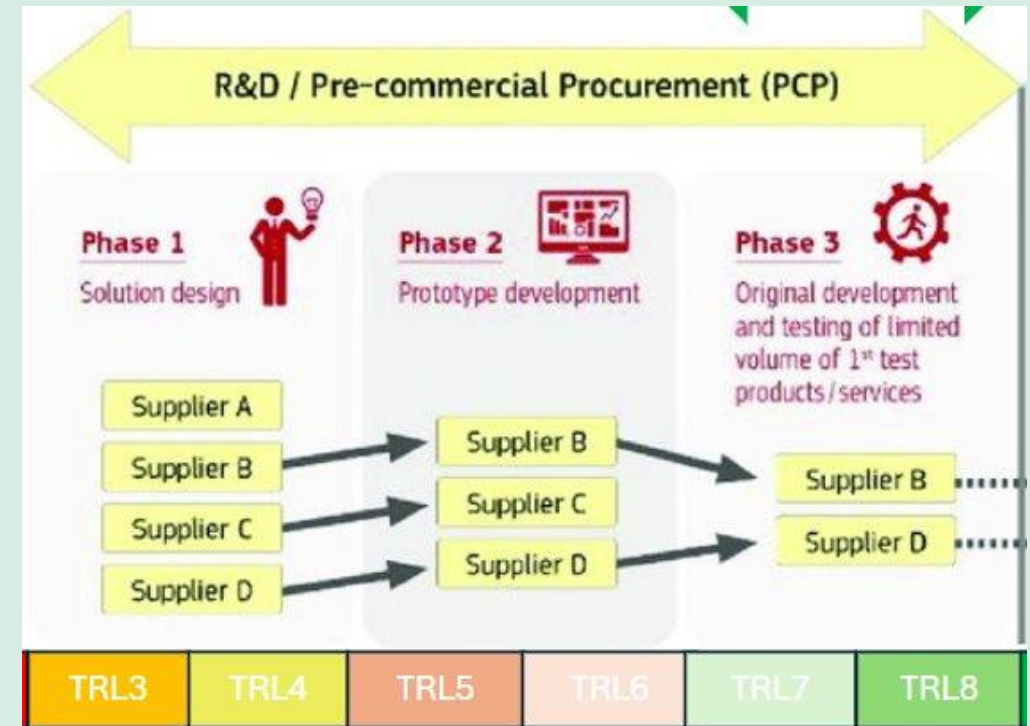 R&D / Pre-commercial Procurement (PCP)
Phase 1
Solution design
Supplier A
Supplier B
Supplier C
Supplier D
Phase 2
Prototype development
Supplier B
Supplier C
Supplier D
Phase 3
Original development
and testing of limited
volume of 1st test
products/services
Supplier B
Supplier D
TRL3 TRL4 TRL5 TRL6 TRL7 TRL8